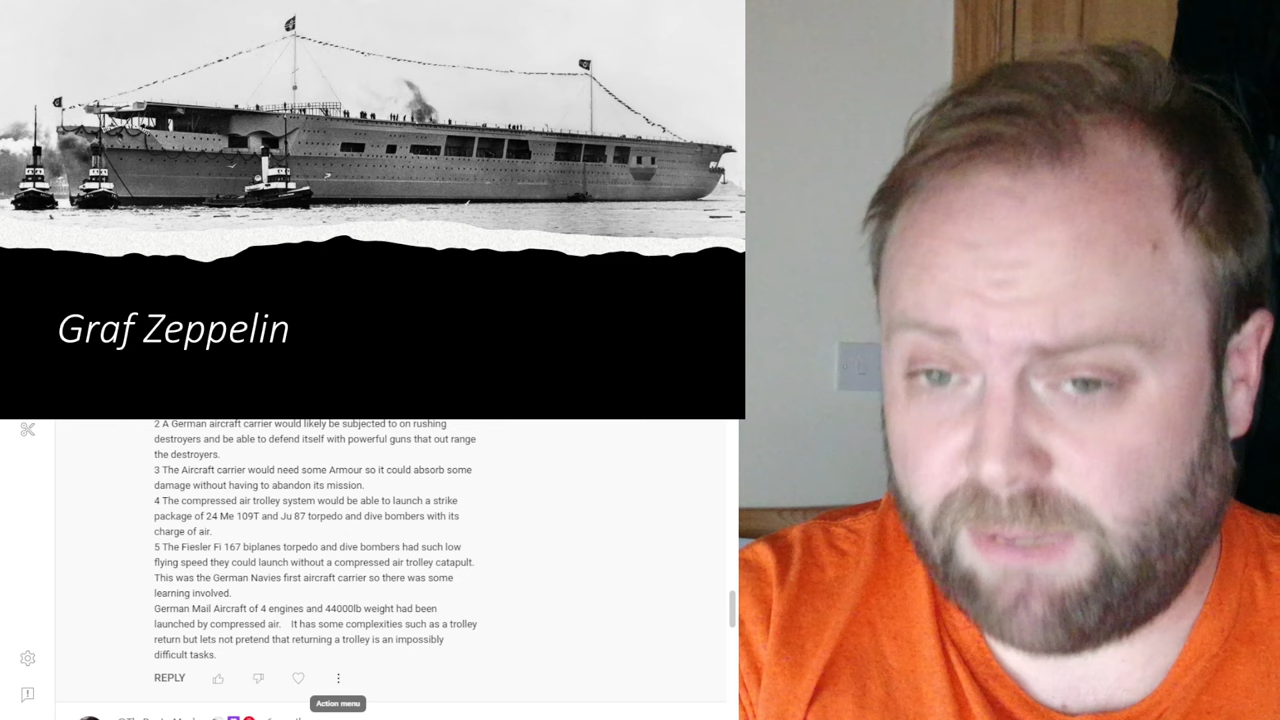 Graf Zeppelin
2 A German aircraft carrier would likely be subjected to on rushing
destroyers and be able to defend itself with powerful guns that out range
the destroyers.
3 The Aircraft carrier would need some Armour so it could absorb some
damage without having to abandon its mission.
4 The compressed air trolley system would be able to launch a strike
package of 24 Me 109T and Ju 87 torpedo and dive bombers with its
charge of air.
5 The Fiesler Fi 167 biplanes torpedo and dive bombers had such low
flying speed they could launch without a compressed air trolley catapult.
This was the German Navies first aircraft carrier so there was some
learning involved.
German Mail Aircraft of 4 engines and 44000lb weight had been
launched by compressed air. It has some complexities such as a trolley
return but lets not pretend that returning a trolley is an impossibly
difficult tasks.
REPLY
Action menu